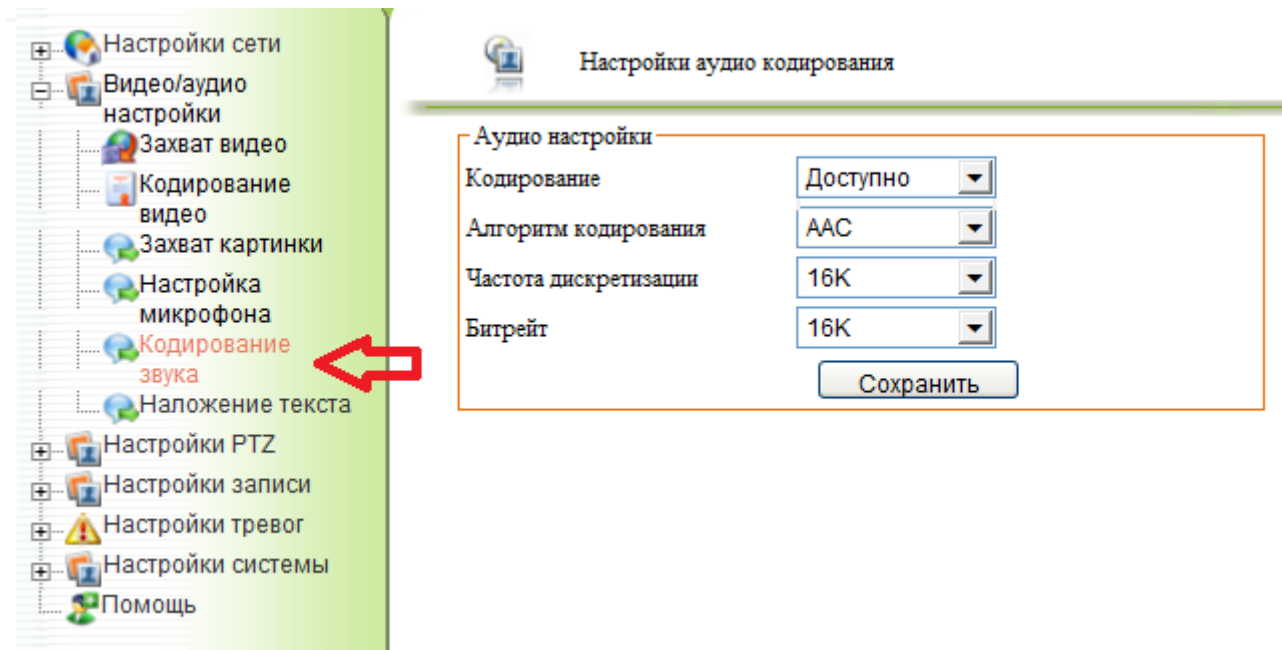 Настройки сети
Видео/аудио
настройки
Захват видео
Кодирование
видео
Захват картинки
Настройка
микрофона
Кодирование
звука
Наложение текста
Настройки PTZ
Настройки записи
Настройки тревог
Настройки системы
Помощь
Настройки аудио кодирования
Аудио настройки
Кодирование Доступно
Алгоритм кодирования AAC
Частота дискретизации 16K
Битрейт 16K
Сохранить